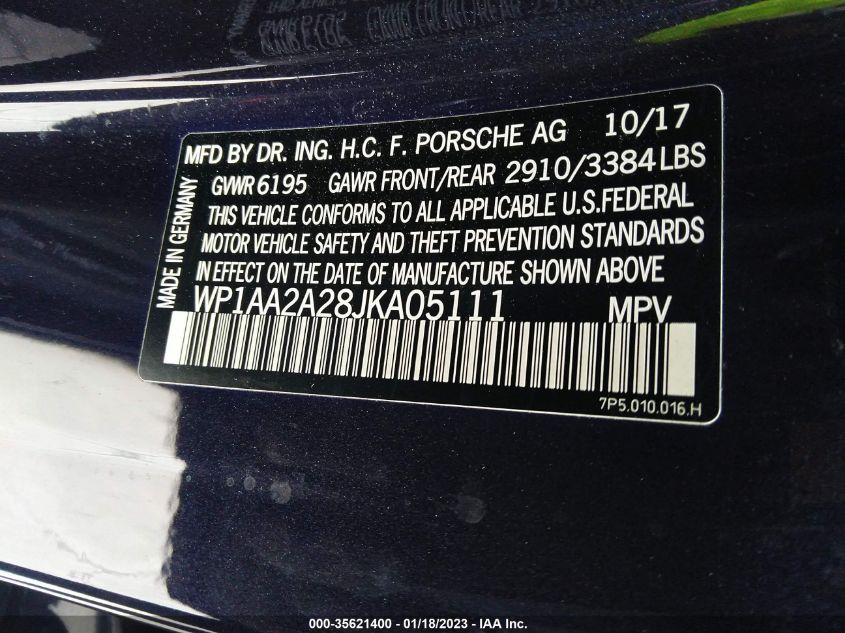 MFD BY DR. ING. H.C. F. PORSCHE AG 10/17
GWWR 6195 GAWR FRONT/REAR 2910/3384 LBS
THIS VEHICLE CONFORMS TO ALL APPLICABLE U.S.FEDERAL
MOTOR VEHICLE SAFETY AND THEFT PREVENTION STANDARDS
IN EFFECT ON THE DATE OF MANUFACTURE SHOWN ABOVE
WP1AA2A28JKA05111 MPV
7P5.010.016.H
MADE IN GERMANY
000-35621400 - 01/18/2023 - IAA Inc.